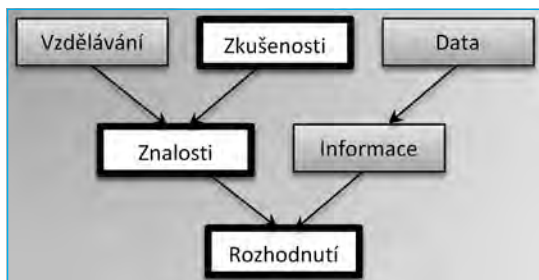 Vzdělávání
Zkušenosti
Data
Znalosti
Informace
Rozhodnutí